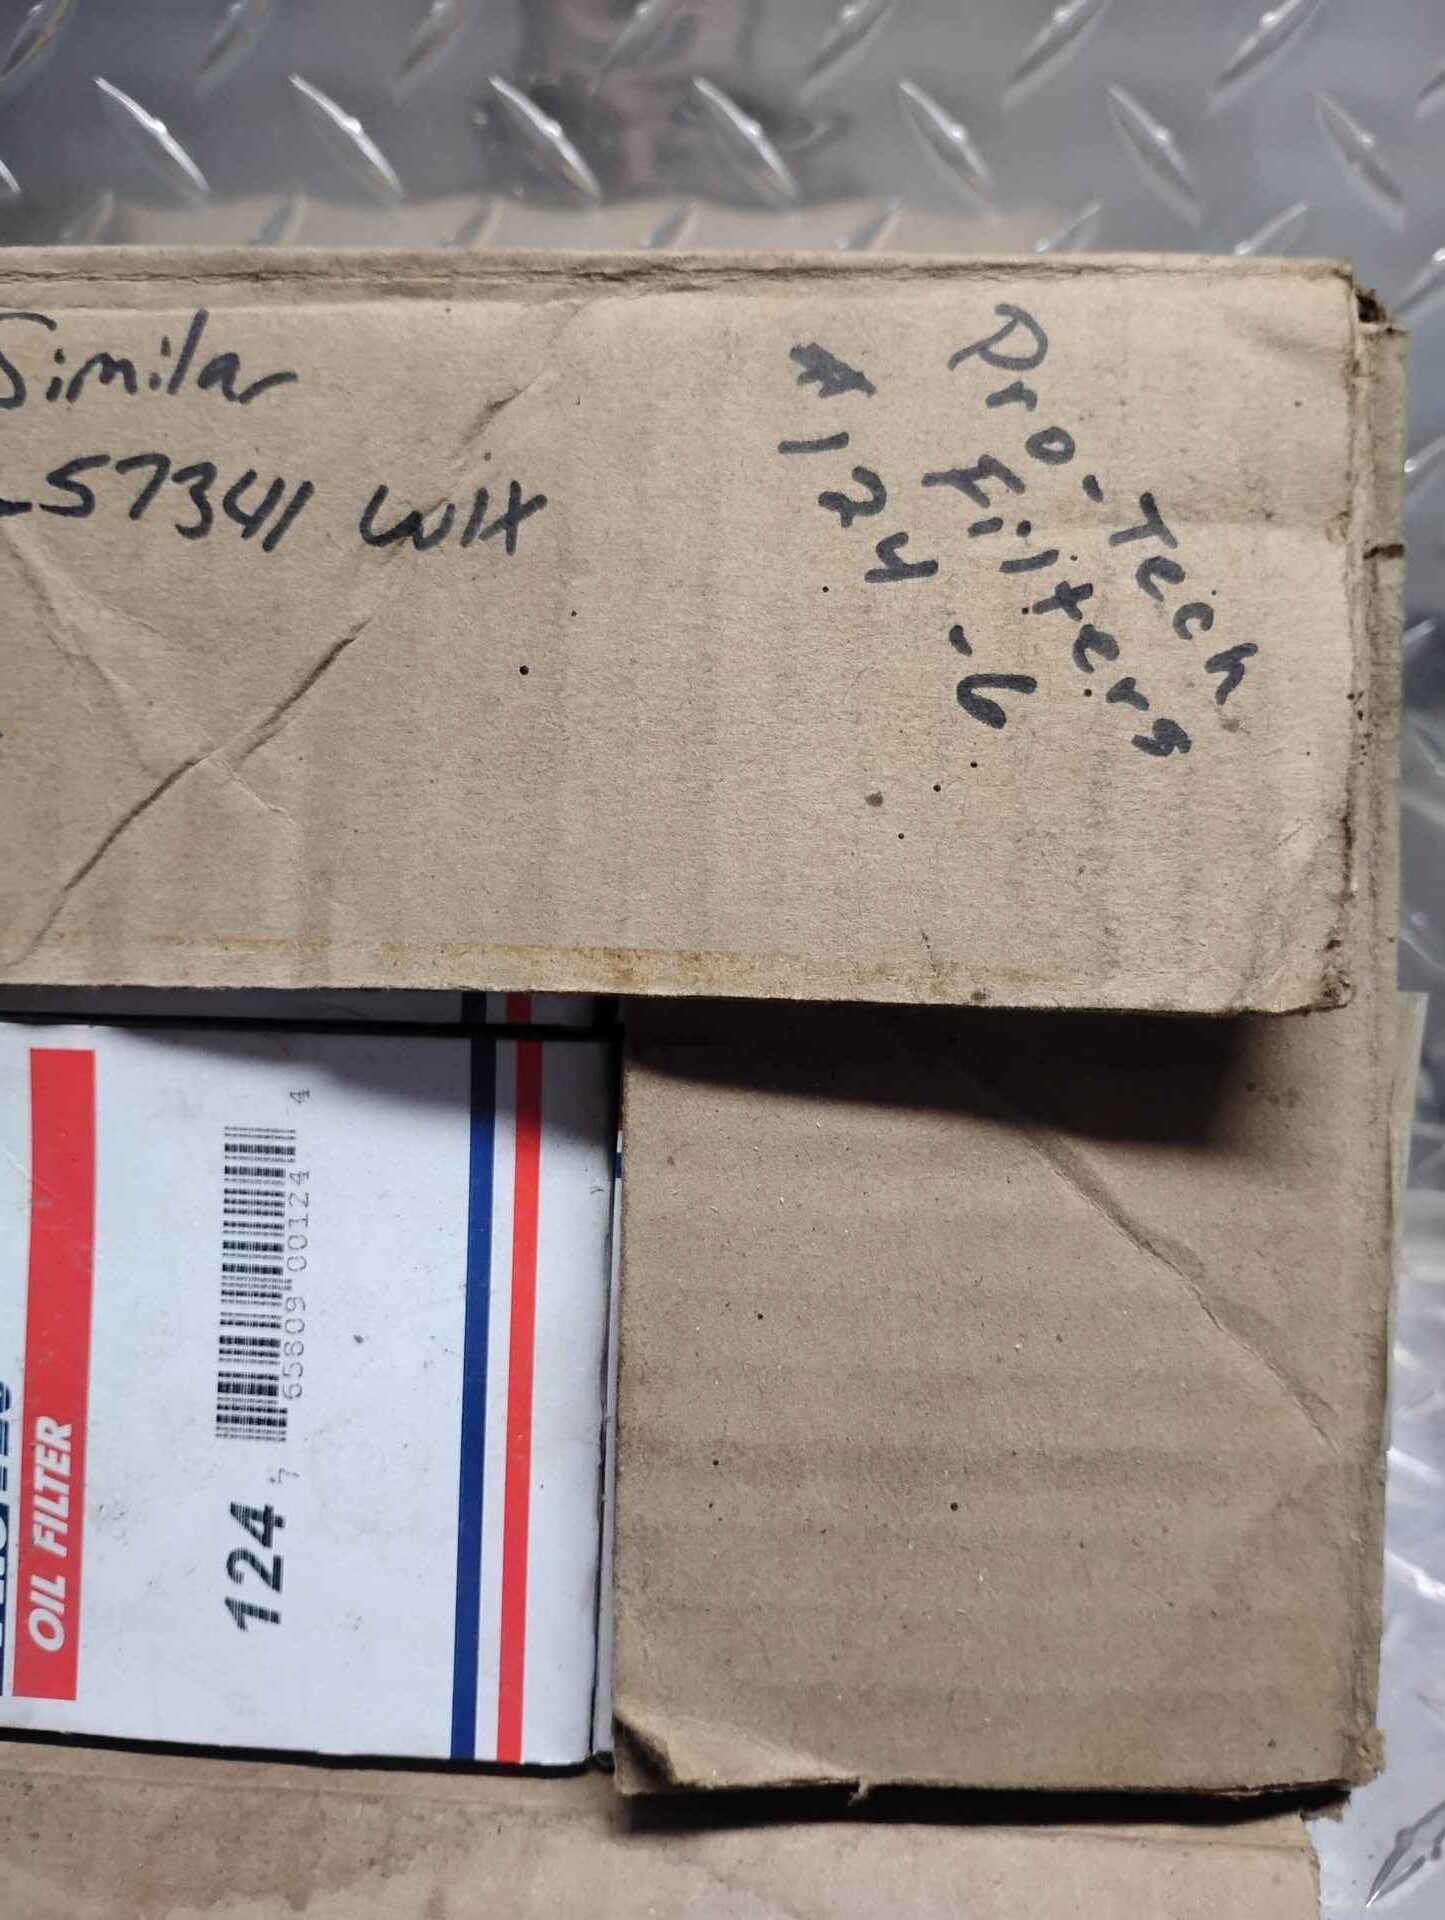 Similar
57341 WIX
Pro-Tech
Filters
#124-6
OIL FILTER
124
7 65809 00124 4